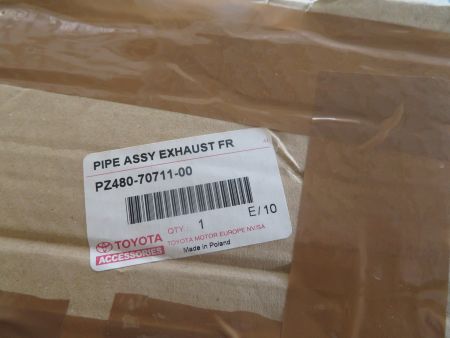 PIPE ASSY EXHAUST FR
PZ480-70711-00
E/10
TOYOTA
ACCESSORIES
QTY. 1
TOYOTA MOTOR EUROPE NV/SA
Made in Poland